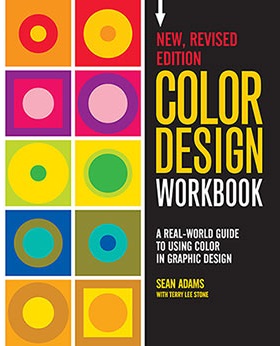 NEW, REVISED
EDITION
COLOR
DESIGN
WORKBOOK
A REAL-WORLD GUIDE
TO USING COLOR
IN GRAPHIC DESIGN
SEAN ADAMS
WITH TERRY LEE STONE